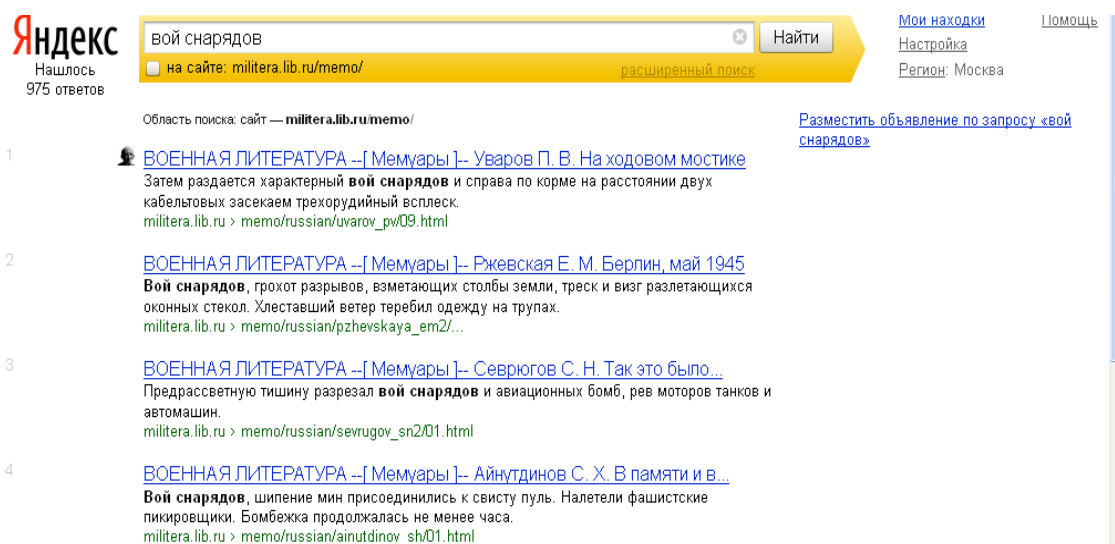 Яндекс
Нашлось
975 ответов
вой снарядов
Найти
на сайте: militera.lib.ru/memo/
расширенный поиск
Мои находки
Помощь
Настройка
Регион: Москва
Область поиска: сайт — militera.lib.ru/memo/
Разместить объявление по запросу «вой
снарядов»
1
ВОЕННАЯ ЛИТЕРАТУРА --[ Мемуары ]-- Уваров П. В. На ходовом мостике
Затем раздается характерный вой снарядов и справа по корме на расстоянии двух
кабельтовых засекаем трехорудийный всплеск.
militera.lib.ru > memo/russian/uvarov_pv/09.html
2
ВОЕННАЯ ЛИТЕРАТУРА --[ Мемуары ]-- Ржевская Е. М. Берлин, май 1945
Вой снарядов, грохот разрывов, взметающих столбы земли, треск и визг разлетающихся
оконных стекол. Хлеставший ветер теребил одежду на трупах.
militera.lib.ru > memo/russian/pzhevskaya_em2/...
3
ВОЕННАЯ ЛИТЕРАТУРА --[ Мемуары ]-- Севрюгов С. Н. Так это было...
Предрассветную тишину разрезал вой снарядов и авиационных бомб, рев моторов танков и
автомашин.
militera.lib.ru > memo/russian/sevrugov_sn2/01.html
4
ВОЕННАЯ ЛИТЕРАТУРА --[ Мемуары ]-- Айнутдинов С. Х. В памяти и в...
Вой снарядов, шипение мин присоединились к свисту пуль. Налетели фашистские
пикировщики. Бомбежка продолжалась не менее часа.
militera.lib.ru > memo/russian/ainutdinov_sh/01.html